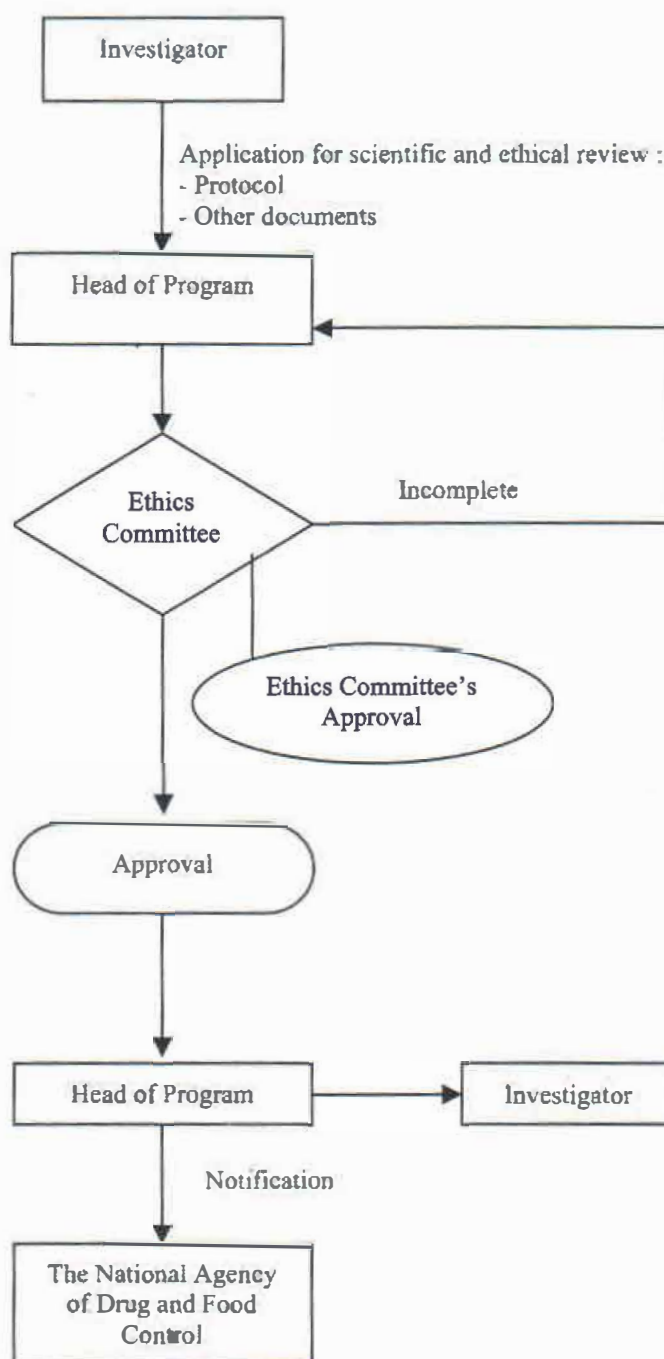 Investigator
Application for scientific and ethical review :
- Protocol
- Other documents
Head of Program
Incomplete
Ethics
Committee
Ethics Committee's
Approval
Approval
Head of Program
Investigator
Notification
The National Agency
of Drug and Food
Control